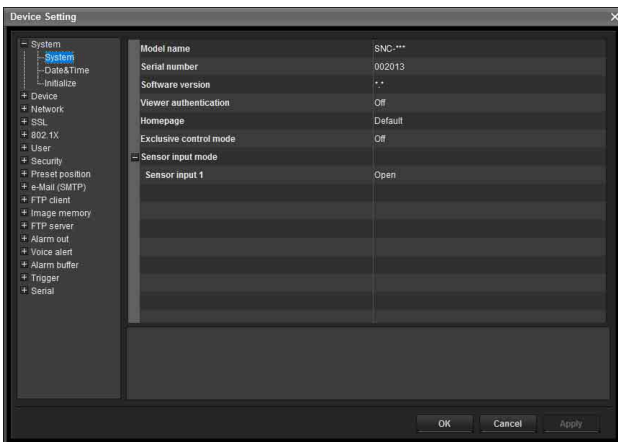 Device Setting
System
System
Date&Time
Initialize
Device
Network
SSL
802.1X
User
Security
Preset position
e-Mail (SMTP)
FTP client
Image memory
FTP server
Alarm out
Voice alert
Alarm buffer
Trigger
Serial
Model name SNC-***
Serial number 002013
Software version *.*
Viewer authentication Off
Homepage Default
Exclusive control mode Off
Sensor input mode
Sensor input 1 Open
OK Cancel Apply